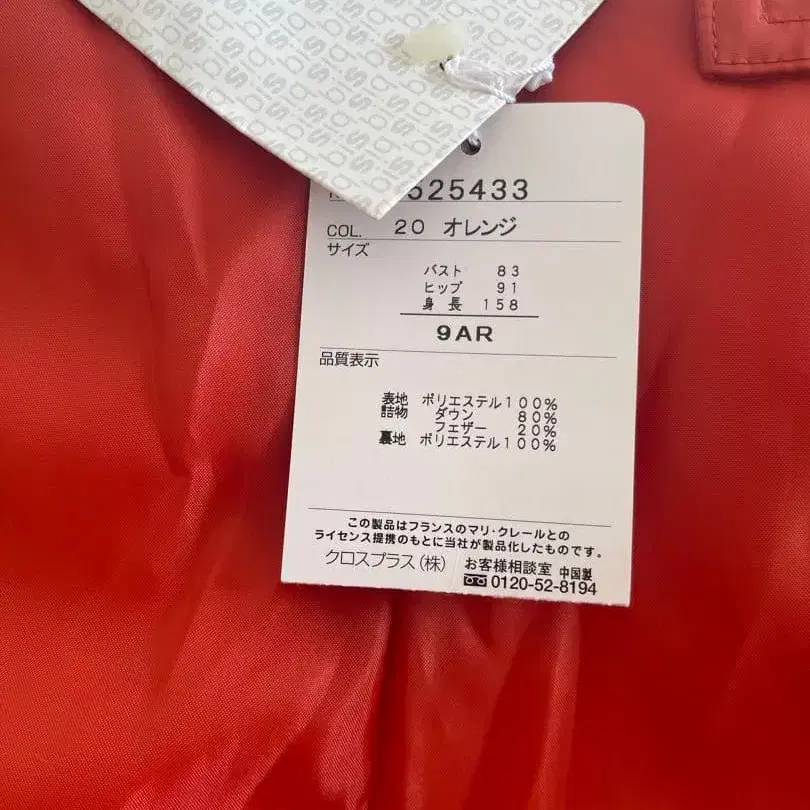 bis
525433
COL. 20 オレンジ
サイズ
バスト 83
ヒップ 91
身長 158
9AR
品質表示
表地 ポリエステル100%
詰物 ダウン 80%
フェザー 20%
裏地 ポリエステル100%
この製品はフランスのマリ・クレールとの
ライセンス提携のもとに当社が製品化したものです。
クロスプラス(株) お客様相談室 中国製
0120-52-8194